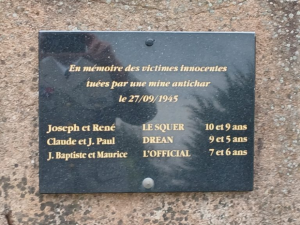 En mémoire des victimes innocentes
tuées par une mine antichar
le 27/09/1945
Joseph et René LE SQUER 10 et 9 ans
Claude et J. Paul DREAN 9 et 5 ans
J. Baptiste et Maurice L'OFFICIAL 7 et 6 ans